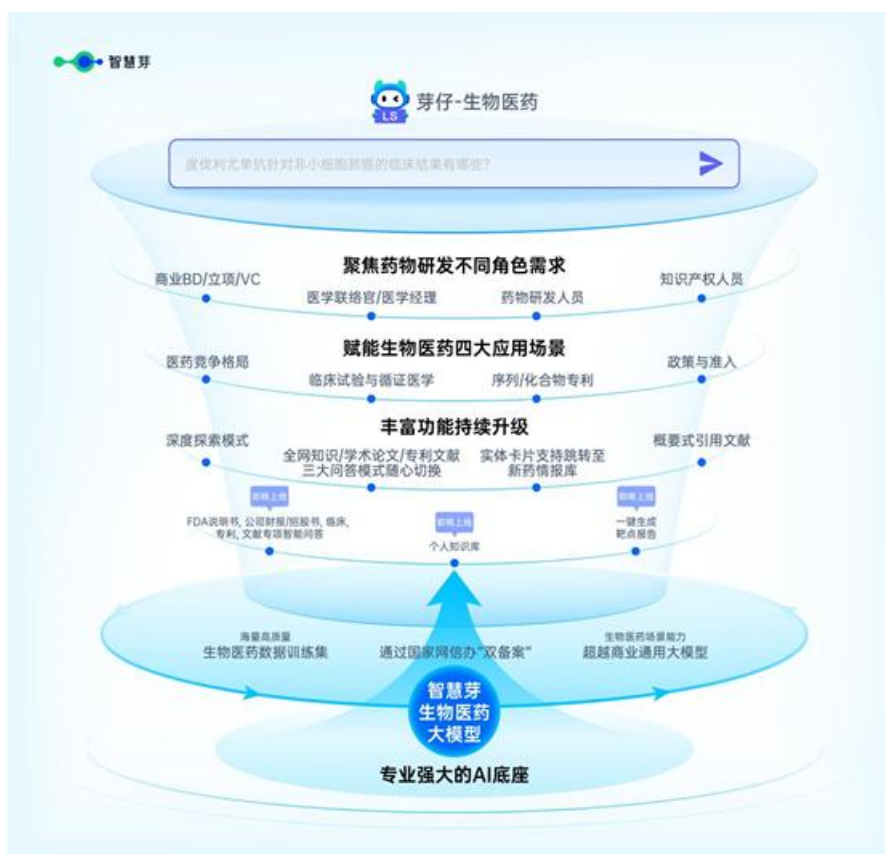 智慧芽
芽仔-生物医药
LS
度伐利尤单抗针对非小细胞肺癌的临床结果有哪些?
聚焦药物研发不同角色需求
商业BD/立项/VC
医学联络官/医学经理
药物研发人员
知识产权人员
赋能生物医药四大应用场景
医药竞争格局
临床试验与循证医学
序列/化合物专利
政策与准入
丰富功能持续升级
深度探索模式
全网知识/学术论文/专利文献
三大问答模式随心切换
实体卡片支持跳转至
新药情报库
概要式引用文献
即将上线
FDA说明书, 公司财报/招股书, 临床,
专利, 文献专项智能问答
即将上线
个人知识库
即将上线
一键生成
靶点报告
海量高质量
生物医药数据训练集
通过国家网信办“双备案”
生物医药场景能力
超越商业通用大模型
智慧芽
生物医药
大模型
专业强大的AI底座